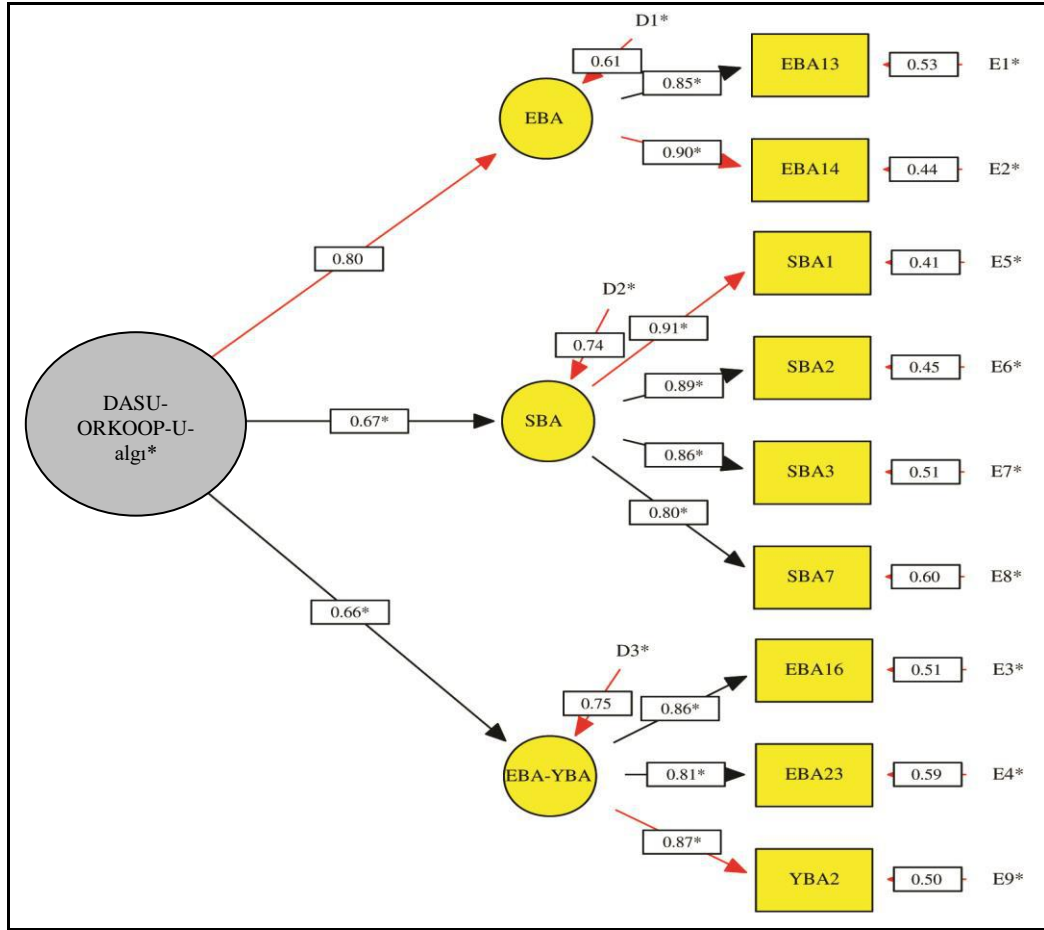 D1*
0.61
EBA
0.85*
EBA13
0.53
E1*
0.90*
EBA14
0.44
E2*
0.80
DASU-
ORKOOP-U-
algı*
0.67*
D2*
0.74
SBA
0.91*
SBA1
0.41
E5*
0.89*
SBA2
0.45
E6*
0.86*
SBA3
0.51
E7*
0.80*
SBA7
0.60
E8*
0.66*
D3*
0.75
EBA-YBA
0.86*
EBA16
0.51
E3*
0.81*
EBA23
0.59
E4*
0.87*
YBA2
0.50
E9*